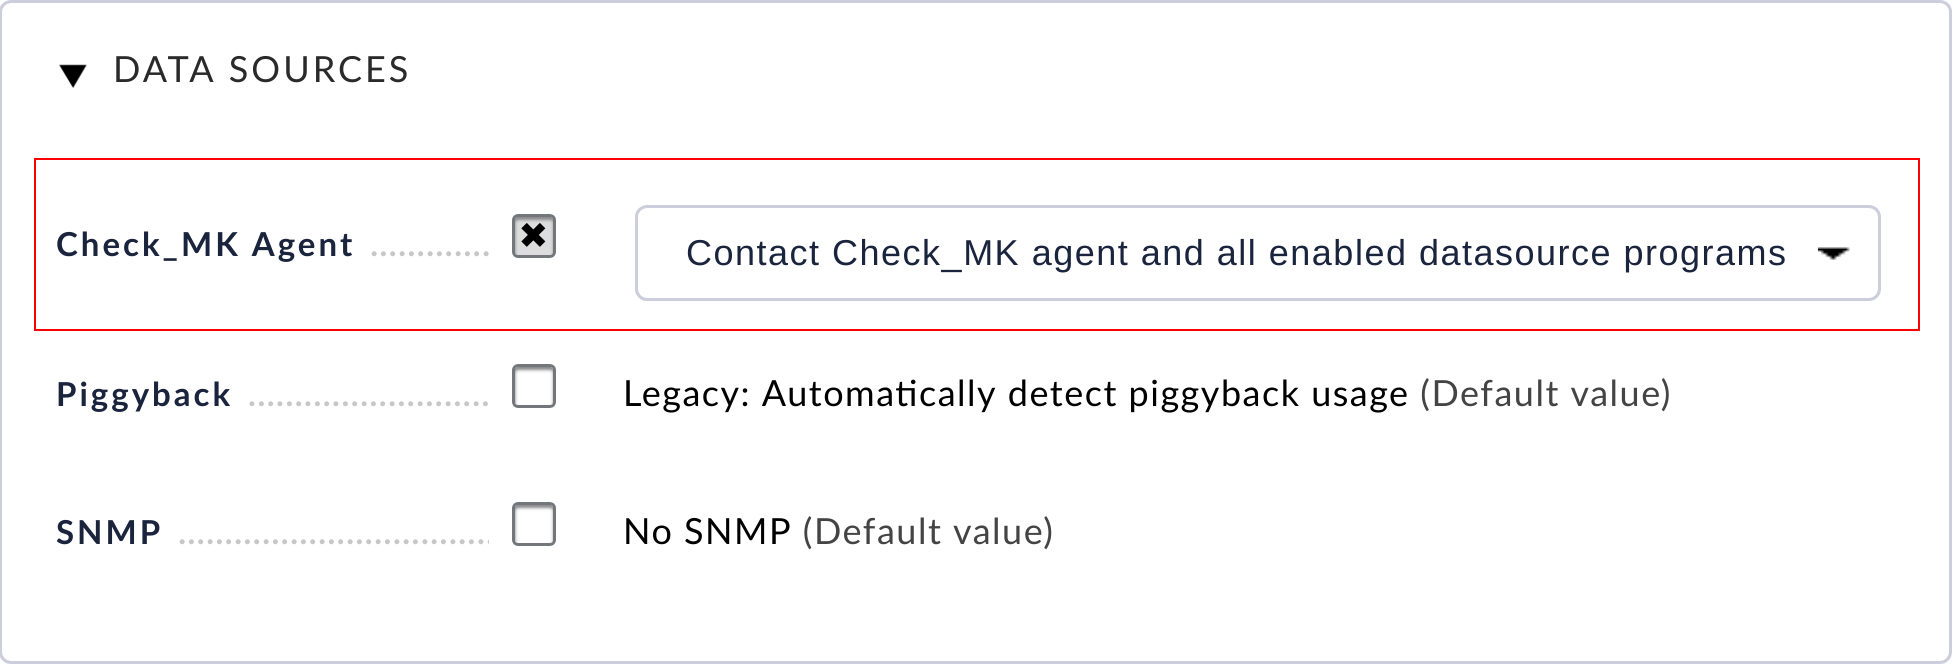 DATA SOURCES
Check_MK Agent Contact Check_MK agent and all enabled datasource programs
Piggyback Legacy: Automatically detect piggyback usage (Default value)
SNMP No SNMP (Default value)